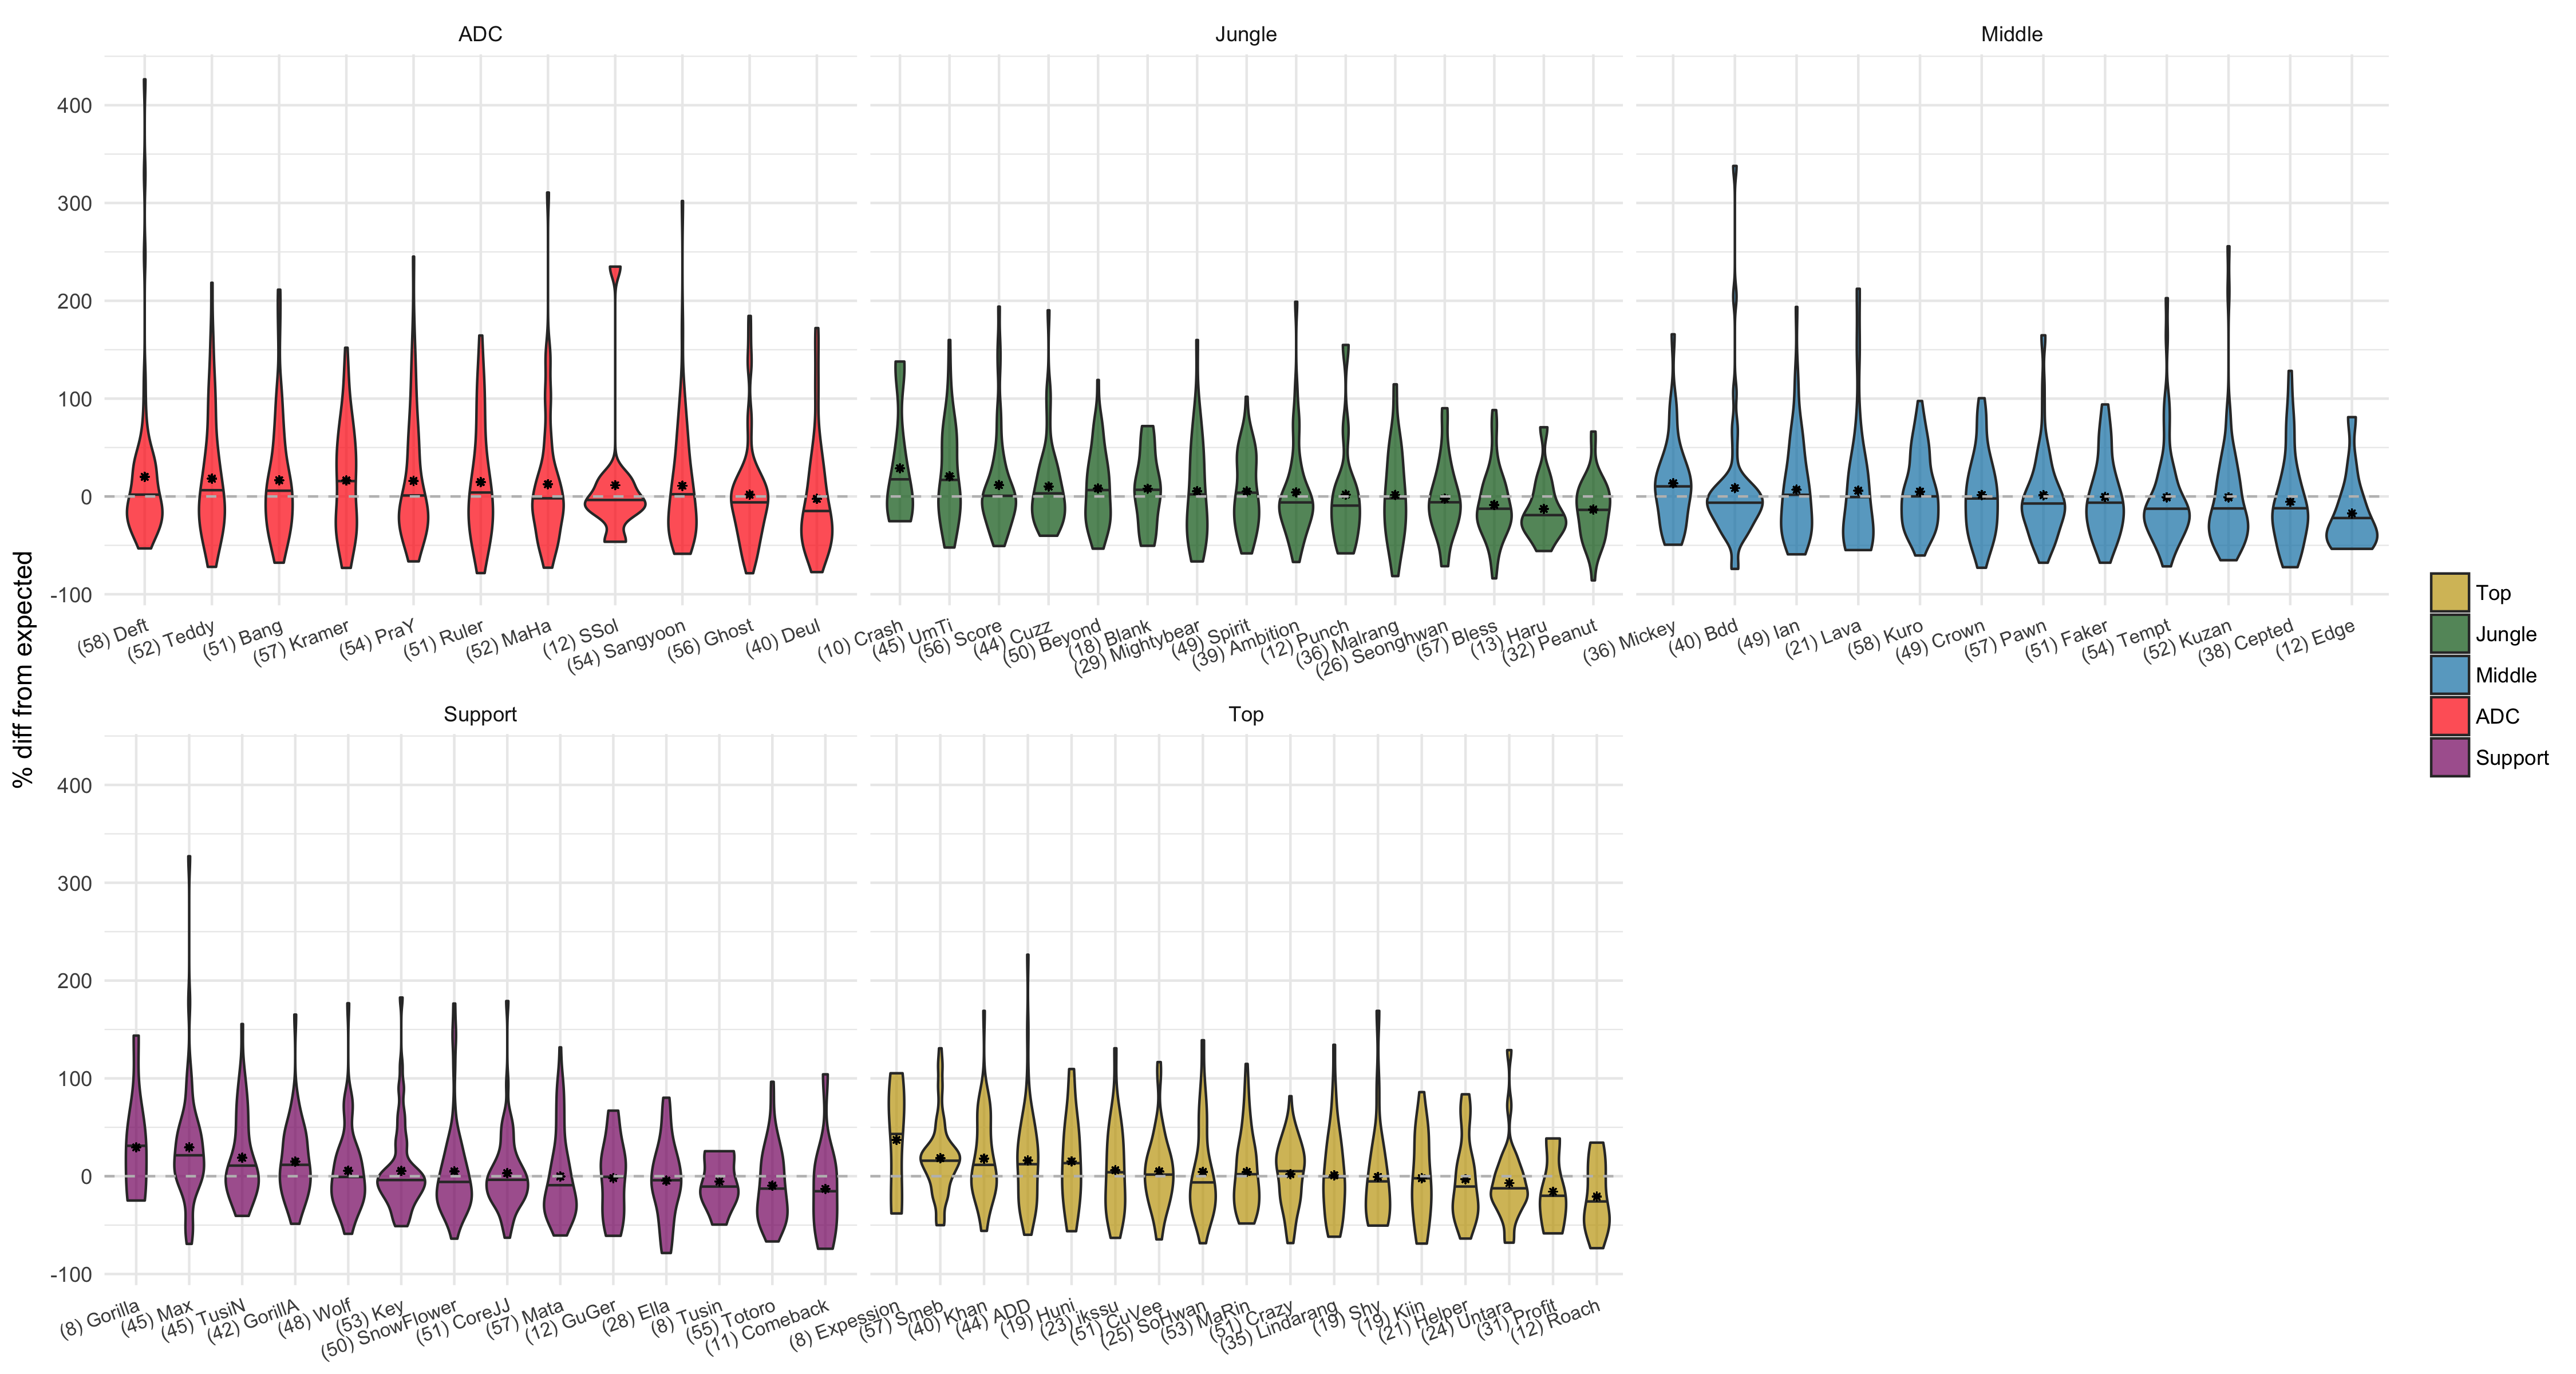 ADC
Jungle
Middle
400
300
200
100
0
-100
(58) Deft
(52) Teddy
(51) Bang
(57) Kramer
(54) PraY
(51) Ruler
(52) MaHa
(12) SSol
(54) Sangyoon
(56) Ghost
(40) Deul
(10) Crash
(45) UmTi
(56) Score
(44) Cuzz
(50) Beyond
(18) Blank
(29) Mightybear
(49) Spirit
(39) Ambition
(12) Punch
(36) Malrang
(26) Seonghwan
(57) Bless
(13) Haru
(32) Peanut
(36) Mickey
(40) Bdd
(49) Ian
(21) Lava
(58) Kuro
(49) Crown
(57) Pawn
(51) Faker
(54) Tempt
(52) Kuzan
(38) Cepted
(12) Edge
% diff from expected
Support
Top
400
300
200
100
0
-100
(8) Gorilla
(45) Max
(45) TusiN
(42) GorillA
(48) Wolf
(53) Key
(50) SnowFlower
(51) CoreJJ
(57) Mata
(12) GuGer
(28) Ella
(8) Tusin
(55) Totoro
(11) Comeback
(8) Expession
(57) Smeb
(40) Khan
(44) ADD
(19) Huni
(23) ikssu
(51) CuVee
(25) SoHwan
(53) MaRin
(51) Crazy
(35) Lindarang
(19) Shy
(19) Kiin
(21) Helper
(24) Untara
(31) Profit
(12) Roach
Top
Jungle
Middle
ADC
Support